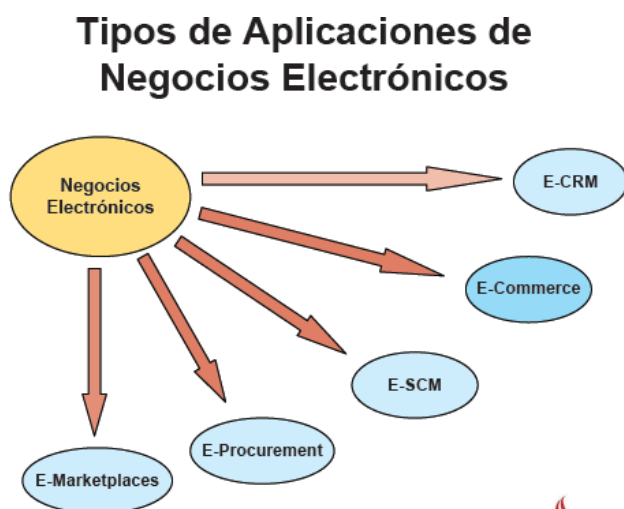 Tipos de Aplicaciones de
Negocios Electrónicos
Negocios
Electrónicos
E-CRM
E-Commerce
E-SCM
E-Procurement
E-Marketplaces